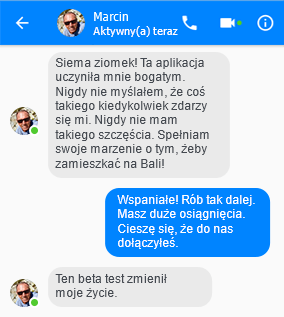 Marcin
Aktywny(a) teraz
Siema ziomek! Ta aplikacja
uczyniła mnie bogatym.
Nigdy nie myślałem, że coś
takiego kiedykolwiek zdarzy
się mi. Nigdy nie mam
takiego szczęścia. Spełniam
swoje marzenie o tym, żeby
zamieszkać na Bali!
Wspaniałe! Rób tak dalej.
Masz duże osiągnięcia.
Cieszę się, że do nas
dołączyłeś.
Ten beta test zmienił
moje życie.